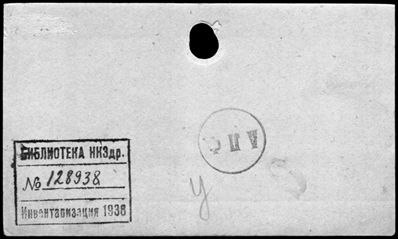 БИБЛИОТЕКА НКЗдр.
№ 128938
Инвентаризация 1938
у